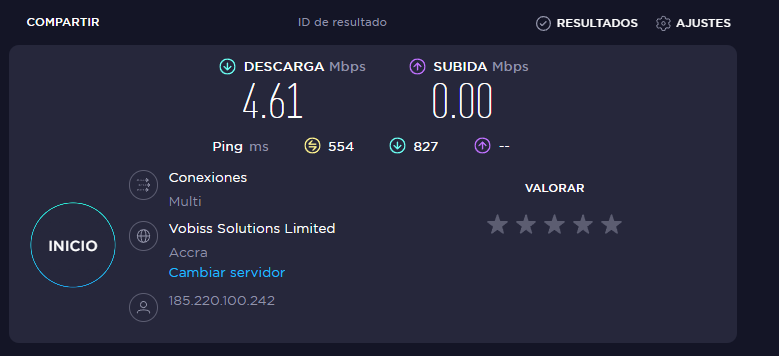 COMPARTIR ID de resultado RESULTADOS AJUSTES
DESCARGA Mbps SUBIDA Mbps
4.61 0.00
Ping ms 554 827 --
Conexiones
Multi
VALORAR
INICIO
Vobiss Solutions Limited
Accra
Cambiar servidor
185.220.100.242